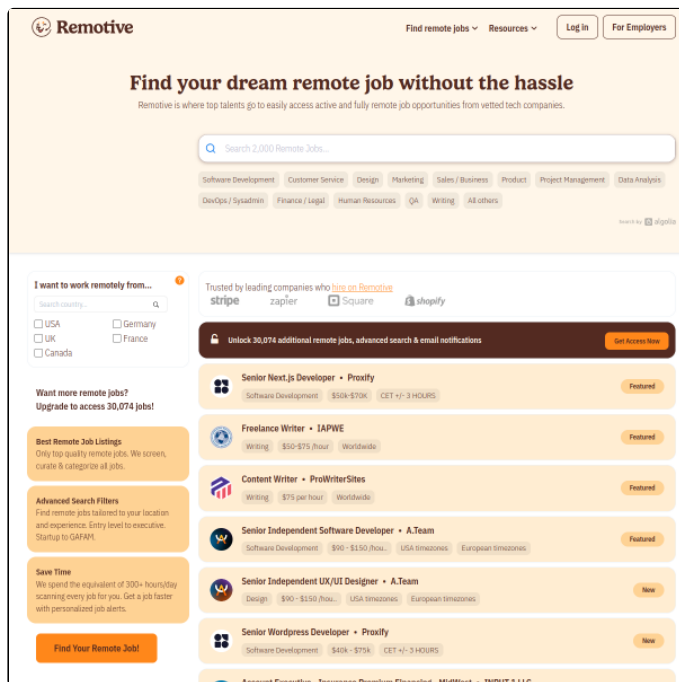 Remotive
Find remote jobs
Resources
Log in
For Employers
Find your dream remote job without the hassle
Remotive is where top talents go to easily access active and fully remote job opportunities from vetted tech companies.
Search 2,000 Remote Jobs...
Software Development
Customer Service
Design
Marketing
Sales / Business
Product
Project Management
Data Analysis
DevOps / Sysadmin
Finance / Legal
Human Resources
QA
Writing
All others
Search by algolia
I want to work remotely from...
?
Search country...
USA
Germany
UK
France
Canada
Want more remote jobs?
Upgrade to access 30,074 jobs!
Best Remote Job Listings
Only top quality remote jobs. We screen,
curate & categorize all jobs.
Advanced Search Filters
Find remote jobs tailored to your location
and experience. Entry level to executive.
Startup to GAFAM.
Save Time
We spend the equivalent of 300+ hours/day
scanning every job for you. Get a job faster
with personalized job alerts.
Find Your Remote Job!
Trusted by leading companies who hire on Remotive
stripe
zapier
Square
shopify
Unlock 30,074 additional remote jobs, advanced search & email notifications
Get Access Now
Senior Next.js Developer • Proxify
Software Development
$50k-$70K
CET +/- 3 HOURS
Featured
Freelance Writer • IAPWE
Writing
$50-$75 /hour
Worldwide
Featured
Content Writer • ProWriterSites
Writing
$75 per hour
Worldwide
Featured
Senior Independent Software Developer • A.Team
Software Development
$90 - $150 /hou..
USA timezones
European timezones
Featured
Senior Independent UX/UI Designer • A.Team
Design
$90 - $150 /hou..
USA timezones
European timezones
New
Senior Wordpress Developer • Proxify
Software Development
$40k - $75k
CET +/- 3 HOURS
New
Account Executive - Insurance Premium Financing - MidWest •